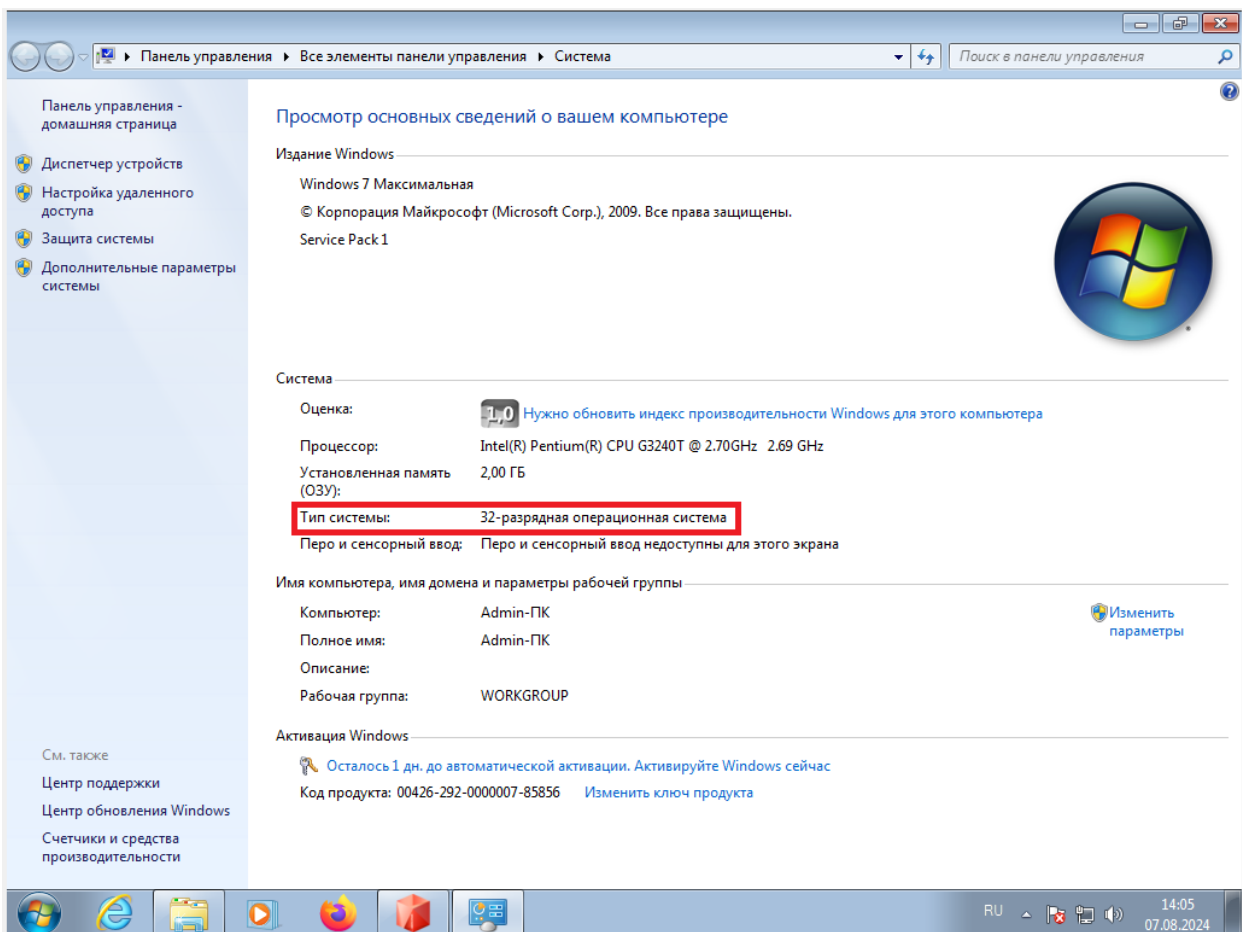 Панель управления ▸ Все элементы панели управления ▸ Система
Поиск в панели управления
Панель управления -
домашняя страница
Диспетчер устройств
Настройка удаленного
доступа
Защита системы
Дополнительные параметры
системы
Просмотр основных сведений о вашем компьютере
Издание Windows
Windows 7 Максимальная
© Корпорация Майкрософт (Microsoft Corp.), 2009. Все права защищены.
Service Pack 1
Система
Оценка: 1,0 Нужно обновить индекс производительности Windows для этого компьютера
Процессор: Intel(R) Pentium(R) CPU G3240T @ 2.70GHz 2.69 GHz
Установленная память 2,00 ГБ
(ОЗУ):
Тип системы: 32-разрядная операционная система
Перо и сенсорный ввод: Перо и сенсорный ввод недоступны для этого экрана
Имя компьютера, имя домена и параметры рабочей группы
Компьютер: Admin-ПК
Изменить
параметры
Полное имя: Admin-ПК
Описание:
Рабочая группа: WORKGROUP
Активация Windows
Осталось 1 дн. до автоматической активации. Активируйте Windows сейчас
Код продукта: 00426-292-0000007-85856 Изменить ключ продукта
См. также
Центр поддержки
Центр обновления Windows
Счетчики и средства
производительности
RU
14:05
07.08.2024